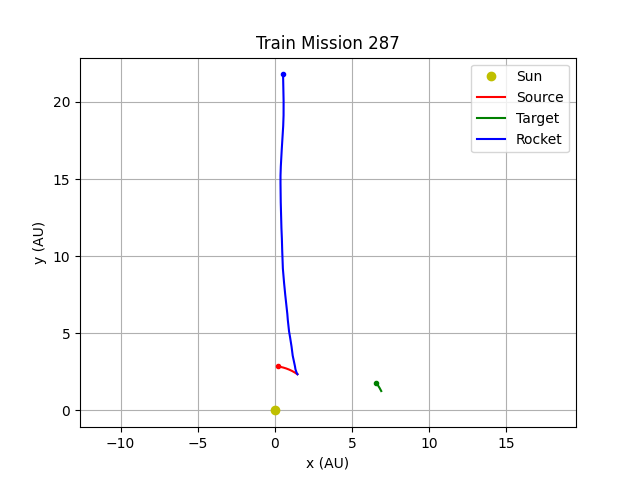 Train Mission 287
Sun
Source
Target
Rocket
20
15
10
5
0
−10
−5
0
5
10
15
y (AU)
x (AU)